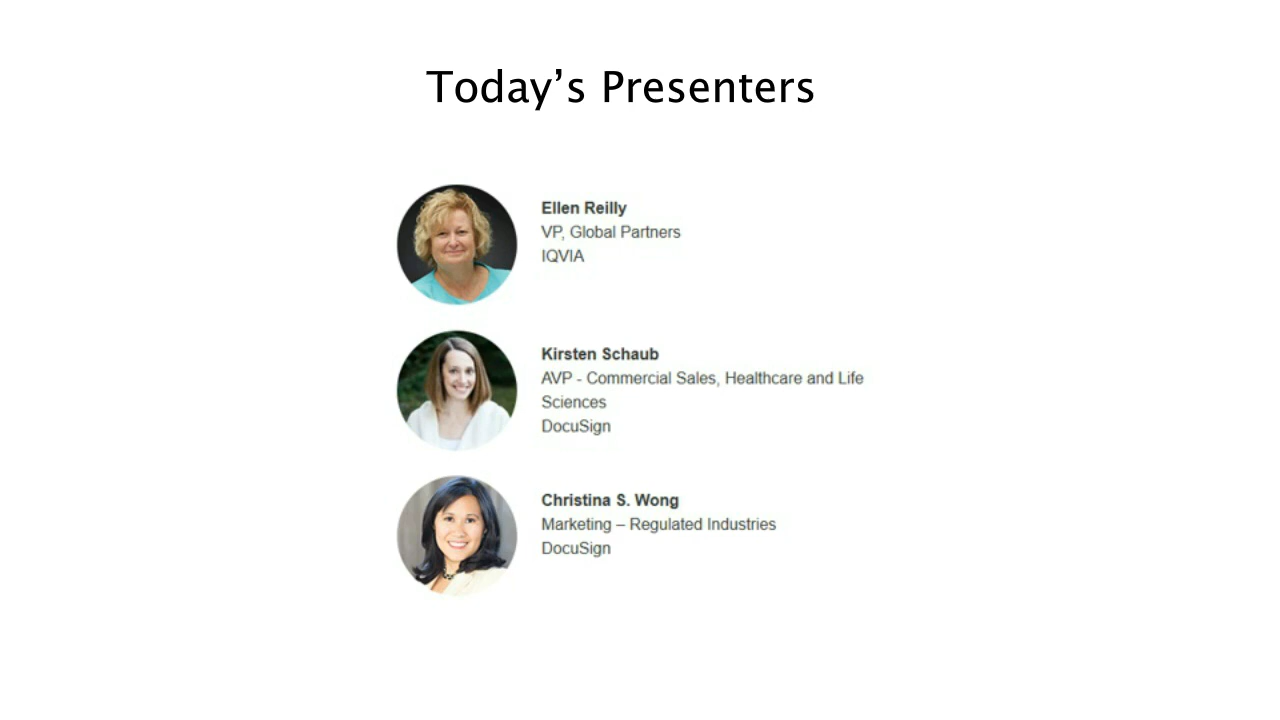 Today’s Presenters
Ellen Reilly
VP, Global Partners
IQVIA
Kirsten Schaub
AVP - Commercial Sales, Healthcare and Life
Sciences
DocuSign
Christina S. Wong
Marketing – Regulated Industries
DocuSign